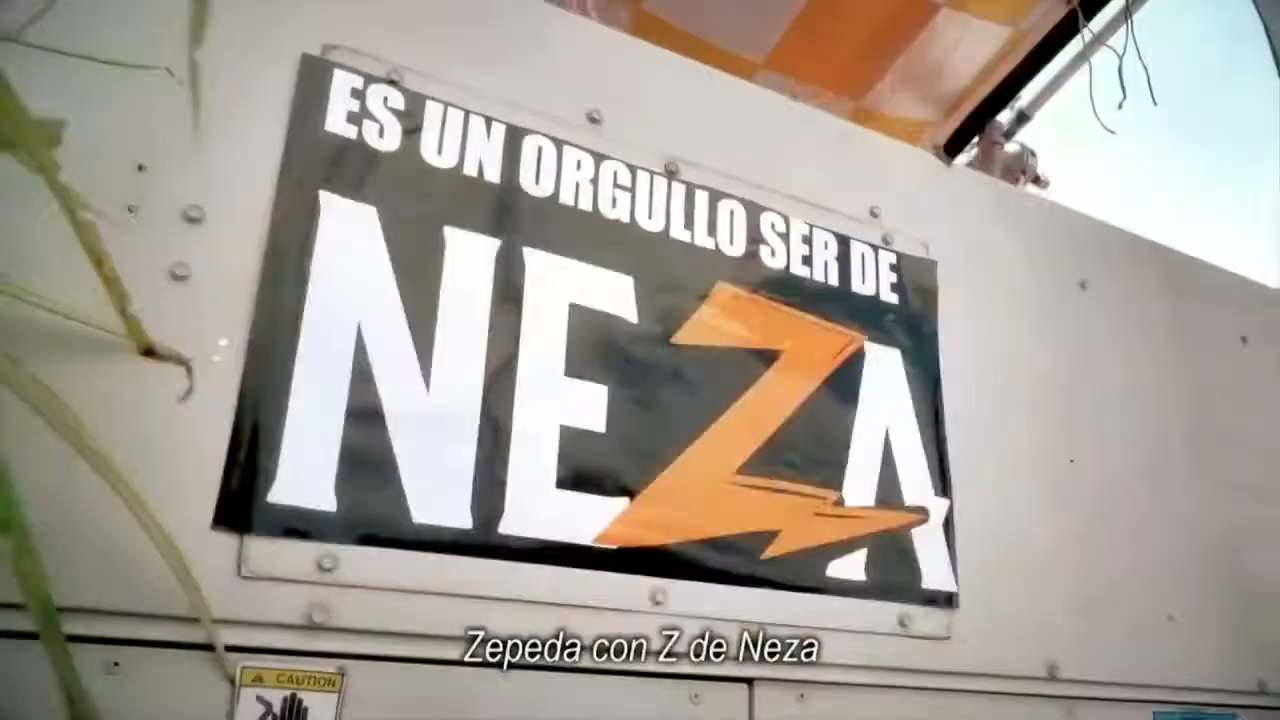 ES UN ORGULLO SER DE
NEZA
Zepeda con Z de Neza
CAUTION